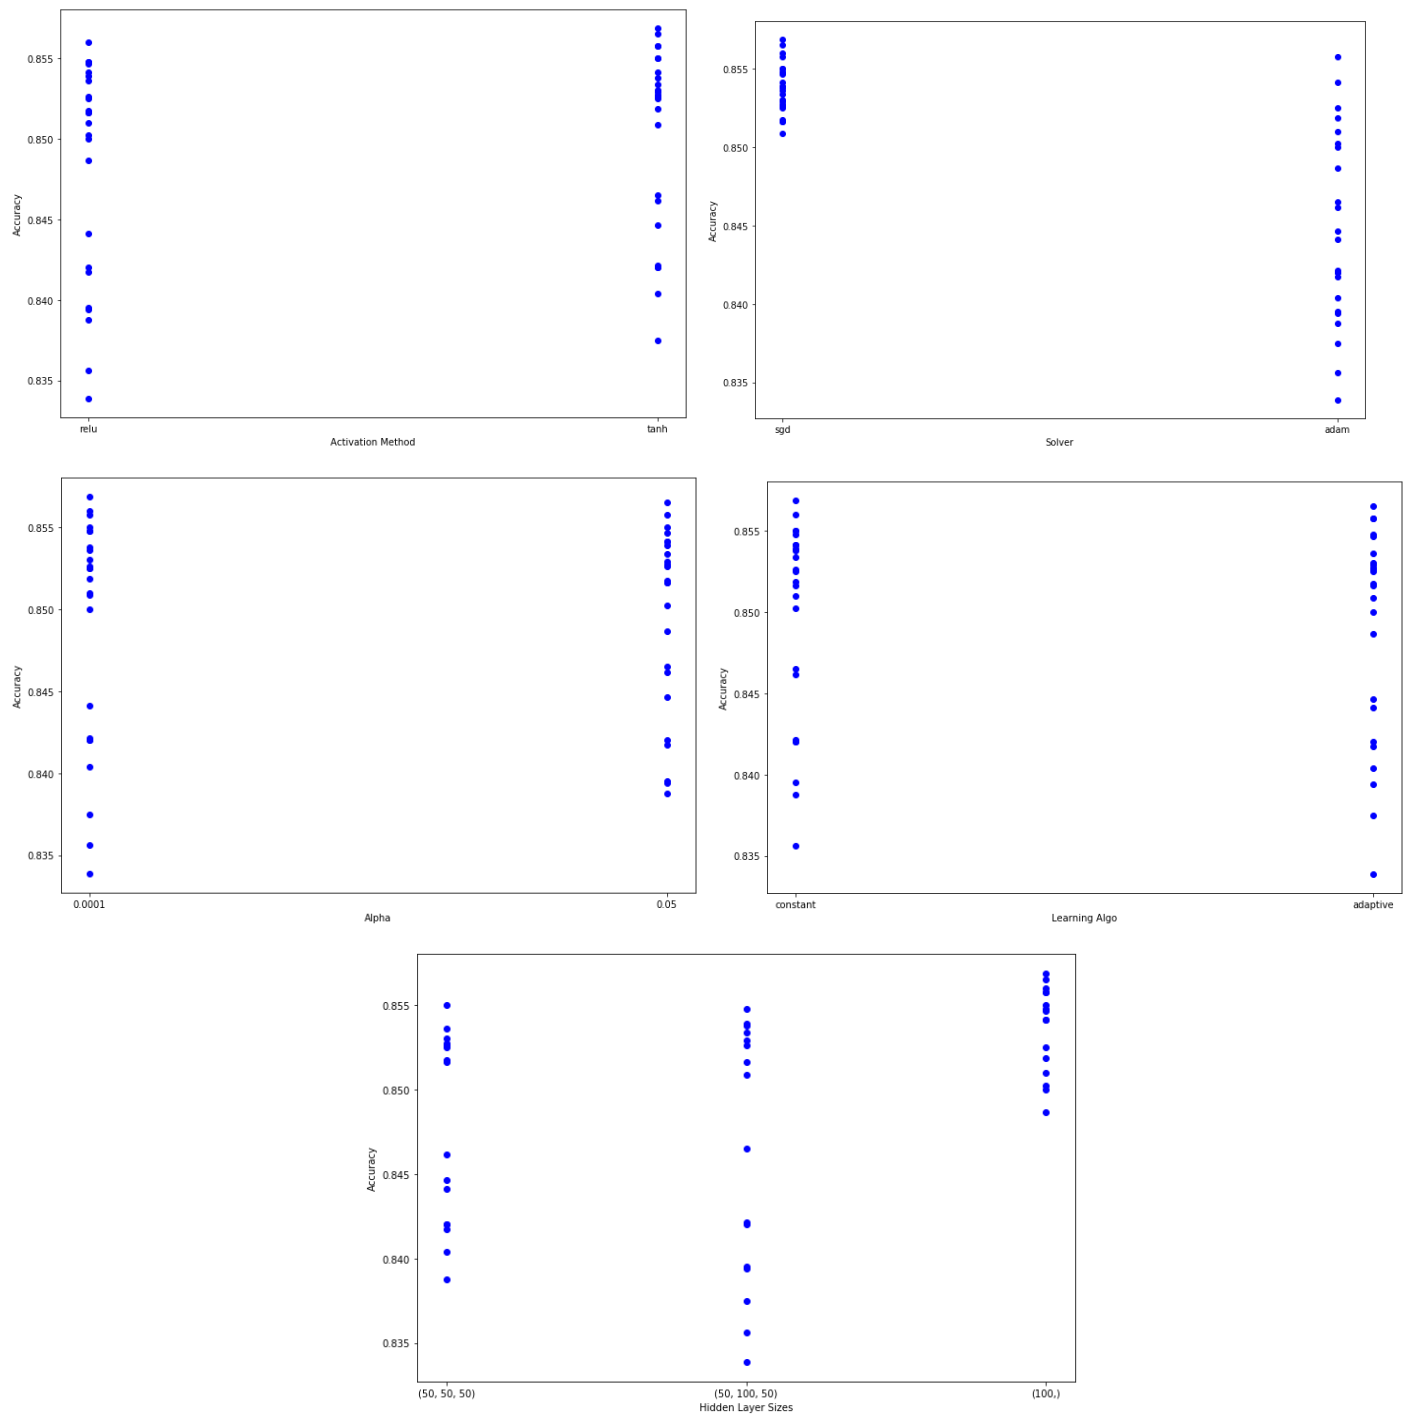 0.855
0.850
0.845
0.840
0.835
Accuracy
relu
tanh
Activation Method
0.855
0.850
0.845
0.840
0.835
Accuracy
sgd
adam
Solver
0.855
0.850
0.845
0.840
0.835
Accuracy
0.0001
0.05
Alpha
0.855
0.850
0.845
0.840
0.835
Accuracy
constant
adaptive
Learning Algo
0.855
0.850
0.845
0.840
0.835
Accuracy
(50, 50, 50)
(50, 100, 50)
(100,)
Hidden Layer Sizes